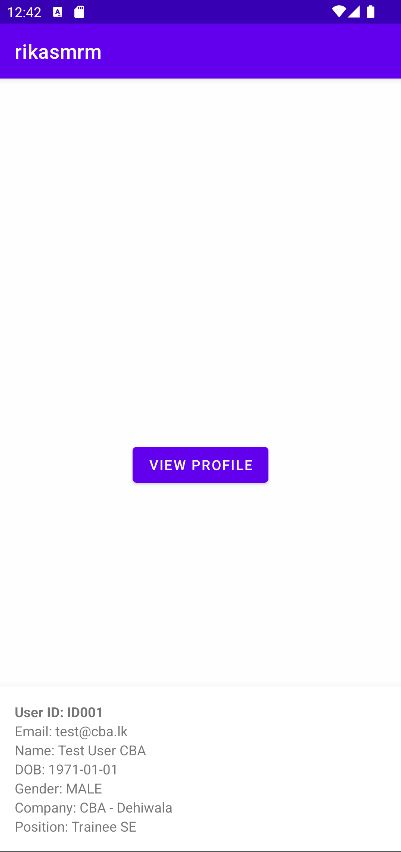 12:42
rikasmrm
VIEW PROFILE
User ID: ID001
Email: test@cba.lk
Name: Test User CBA
DOB: 1971-01-01
Gender: MALE
Company: CBA - Dehiwala
Position: Trainee SE